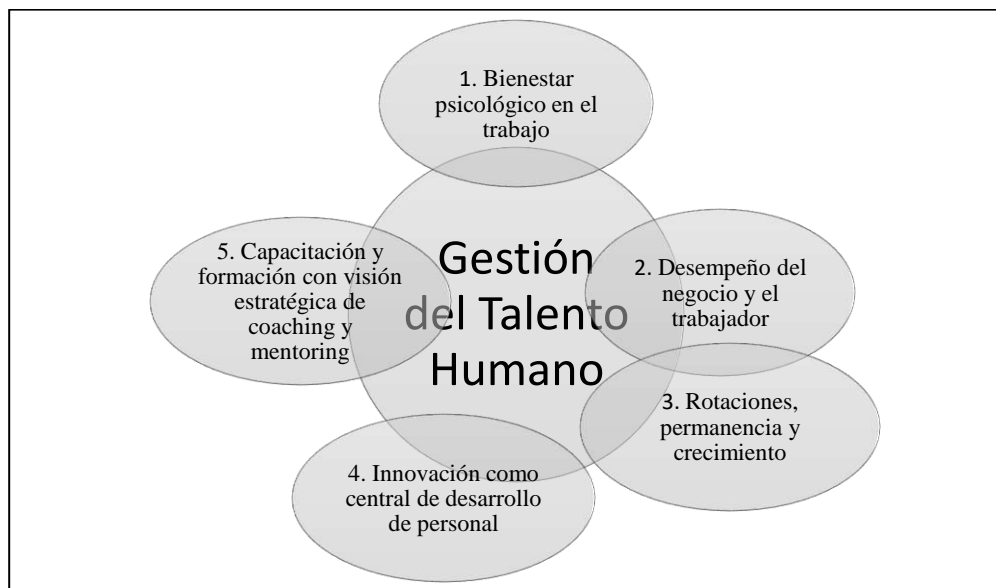 1. Bienestar
psicológico en el
trabajo
Gestión
del Talento
Humano
2. Desempeño del
negocio y el
trabajador
3. Rotaciones,
permanencia y
crecimiento
4. Innovación como
central de desarrollo
de personal
5. Capacitación y
formación con visión
estratégica de
coaching y
mentoring